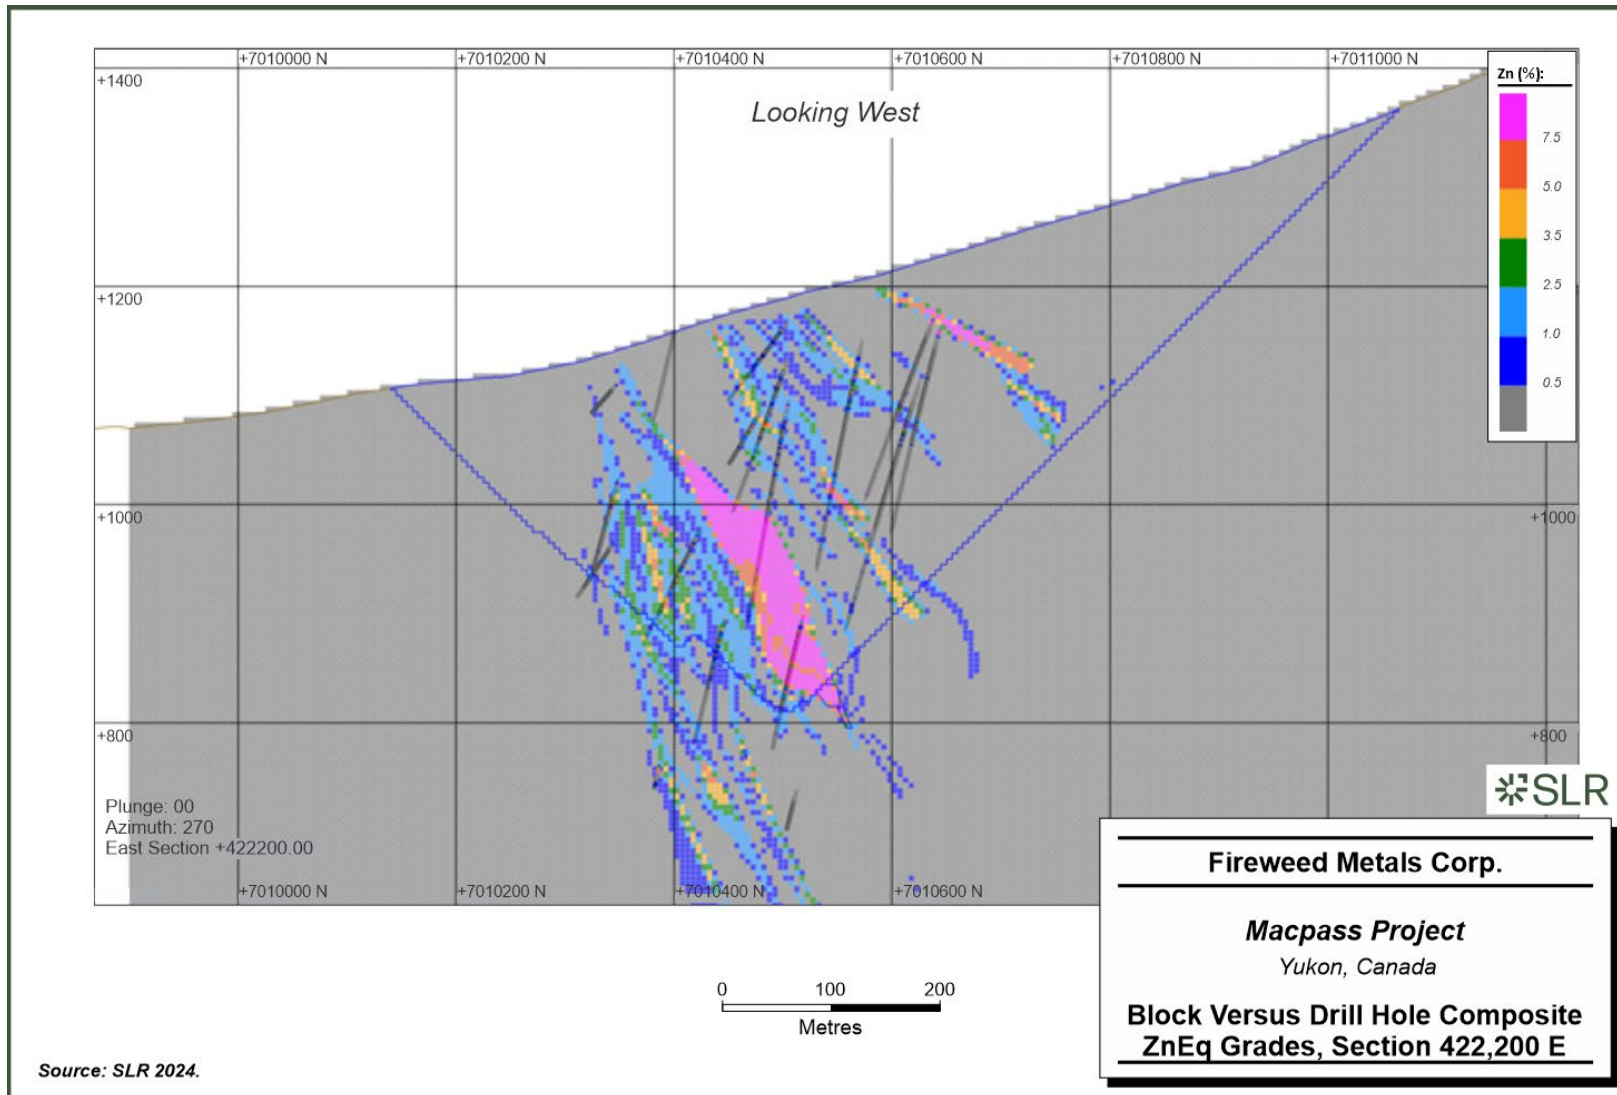 +7010000 N
+7010200 N
+7010400 N
+7010600 N
+7010800 N
+7011000 N
+1400
Looking West
Zn (%):
7.5
5.0
3.5
2.5
1.0
0.5
+1200
+1000
+1000
+800
+800
SLR
Plunge: 00
Azimuth: 270
East Section +422200.00
+7010000 N
+7010200 N
+7010400 N
+7010600 N
Fireweed Metals Corp.
Macpass Project
Yukon, Canada
Block Versus Drill Hole Composite
ZnEq Grades, Section 422,200 E
0 100 200
Metres
Source: SLR 2024.